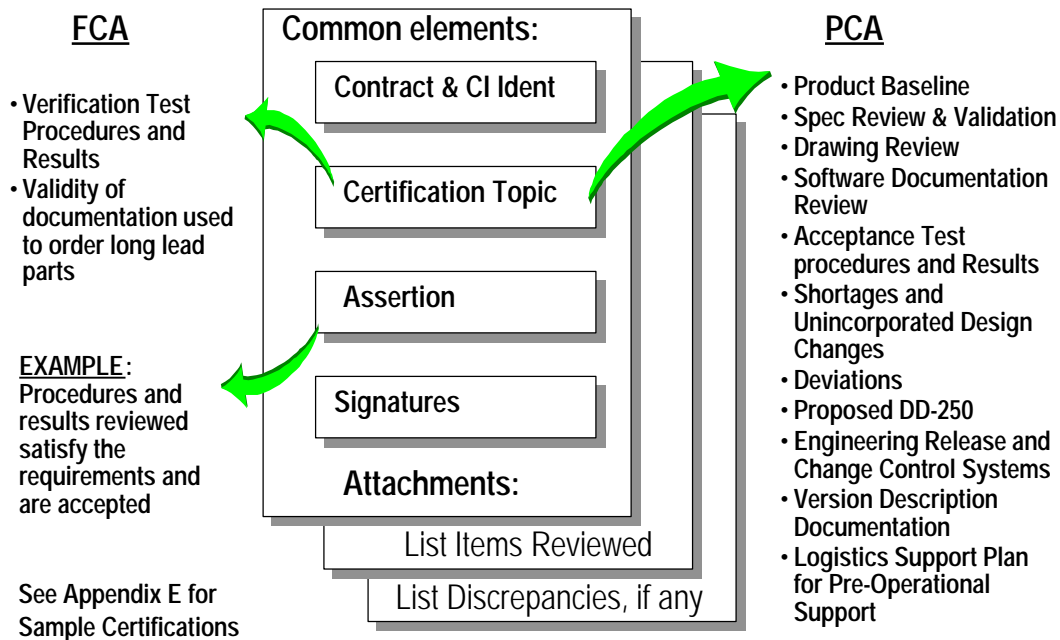 FCA
• Verification Test
Procedures and
Results
• Validity of
documentation used
to order long lead
parts
EXAMPLE:
Procedures and
results reviewed
satisfy the
requirements and
are accepted
See Appendix E for
Sample Certifications
Common elements:
Contract & CI Ident
Certification Topic
Assertion
Signatures
Attachments:
List Items Reviewed
List Discrepancies, if any
PCA
• Product Baseline
• Spec Review & Validation
• Drawing Review
• Software Documentation
Review
• Acceptance Test
procedures and Results
• Shortages and
Unincorporated Design
Changes
• Deviations
• Proposed DD-250
• Engineering Release and
Change Control Systems
• Version Description
Documentation
• Logistics Support Plan
for Pre-Operational
Support